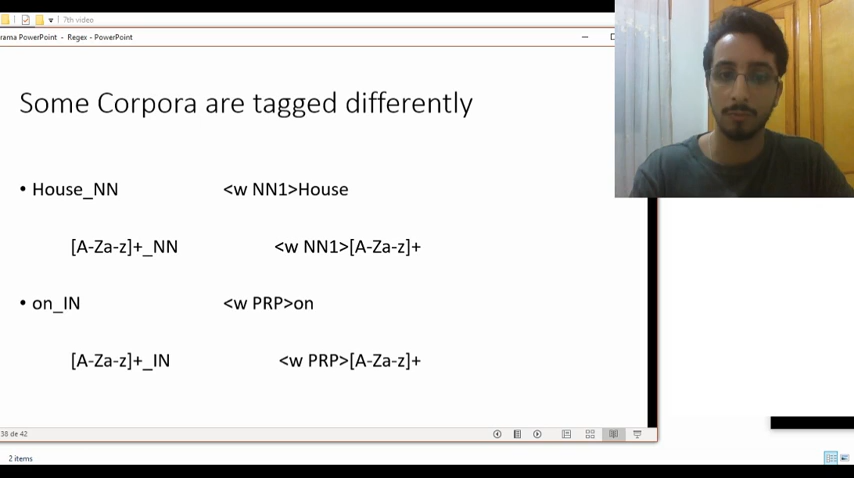 7th video
rama PowerPoint - Regex - PowerPoint
Some Corpora are tagged differently
• House_NN <w NN1>House
[A-Za-z]+_NN <w NN1>[A-Za-z]+
• on_IN <w PRP>on
[A-Za-z]+_IN <w PRP>[A-Za-z]+
38 de 42
2 items